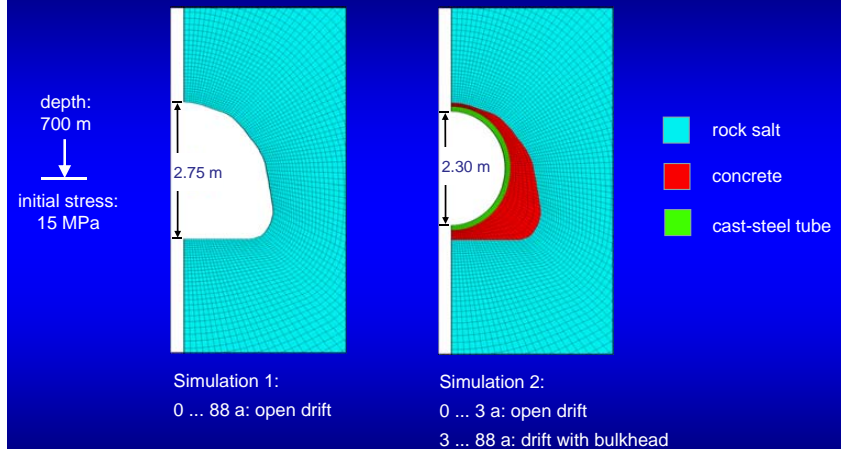 depth:
700 m
initial stress:
15 MPa
2.75 m
2.30 m
rock salt
concrete
cast-steel tube
Simulation 1:
0 ... 88 a: open drift
Simulation 2:
0 ... 3 a: open drift
3 ... 88 a: drift with bulkhead